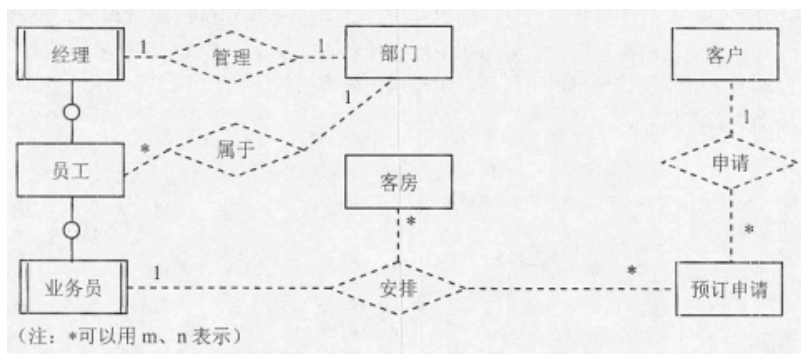 经理 1 管理 1 部门 客户
1 1
* 属于 申请
员工
客房
* *
业务员 1 安排 * 预订申请
(注：*可以用 m、n 表示)